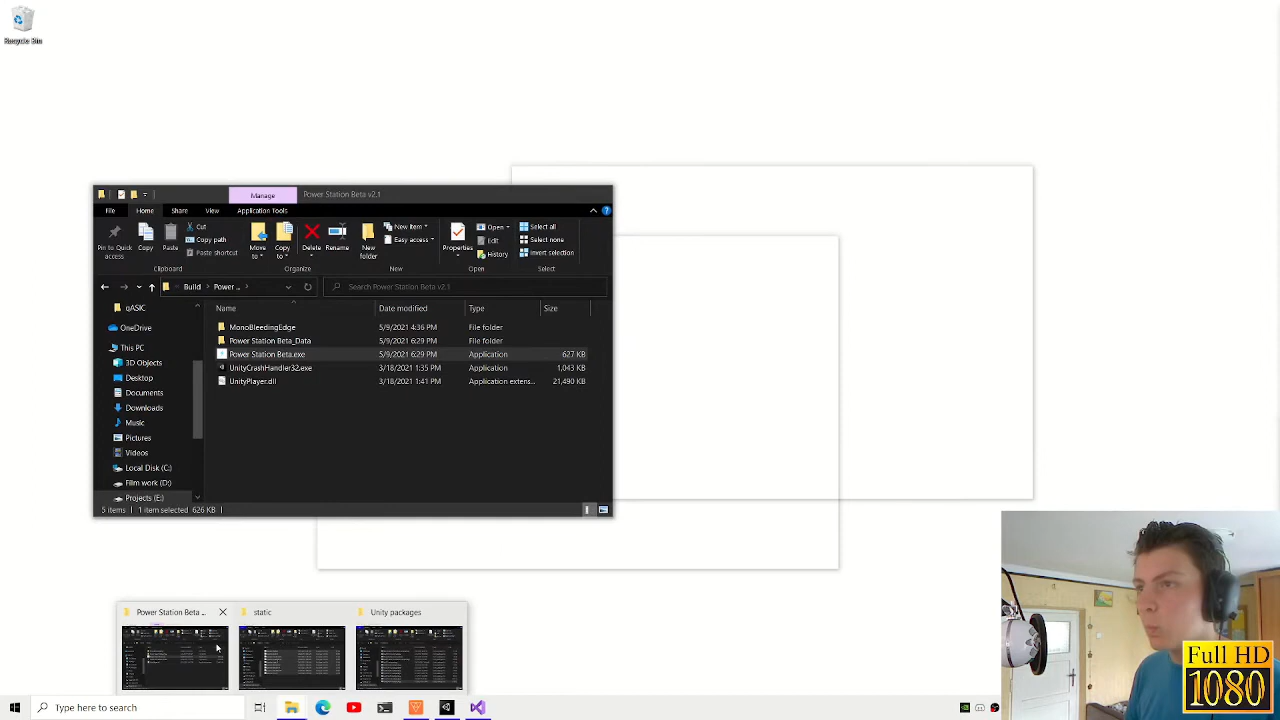 Recycle Bin
Manage
Power Station Beta v2.1
File
Home
Share
View
Application Tools
Pin to Quick access
Copy
Paste
Cut
Copy path
Paste shortcut
Move to
Copy to
Delete
Rename
New folder
New item
Easy access
Properties
Open
Edit
History
Select all
Select none
Invert selection
Clipboard
Organize
New
Open
Select
Build
Power ...
Search Power Station Beta v2.1
Name
Date modified
Type
Size
qASIC
OneDrive
This PC
3D Objects
Desktop
Documents
Downloads
Music
Pictures
Videos
Local Disk (C:)
Film work (D:)
Projects (E:)
MonoBleedingEdge 5/9/2021 4:36 PM File folder
Power Station Beta_Data 5/9/2021 6:29 PM File folder
Power Station Beta.exe 5/9/2021 6:29 PM Application 627 KB
UnityCrashHandler32.exe 3/18/2021 1:35 PM Application 1,043 KB
UnityPlayer.dll 3/18/2021 1:41 PM Application extens... 21,490 KB
5 items 1 item selected 626 KB
Power Station Beta ...
static
Unity packages
Type here to search
Full HD
1080